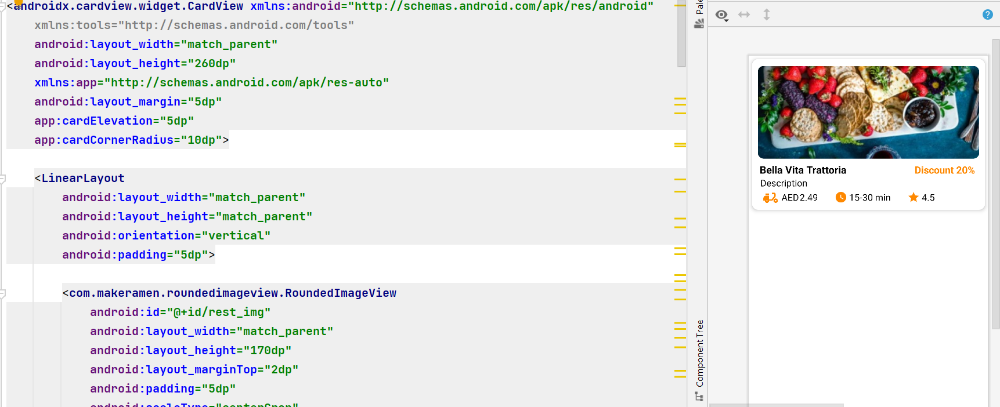 <androidx.cardview.widget.CardView xmlns:android="http://schemas.android.com/apk/res/android"
xmlns:tools="http://schemas.android.com/tools"
android:layout_width="match_parent"
android:layout_height="260dp"
xmlns:app="http://schemas.android.com/apk/res-auto"
android:layout_margin="5dp"
app:cardElevation="5dp"
app:cardCornerRadius="10dp">
<LinearLayout
android:layout_width="match_parent"
android:layout_height="match_parent"
android:orientation="vertical"
android:padding="5dp">
<com.makeramen.roundedimageview.RoundedImageView
android:id="@+id/rest_img"
android:layout_width="match_parent"
android:layout_height="170dp"
android:layout_marginTop="2dp"
android:padding="5dp"
android:scaleType="centerCrop"
Pale
Component Tree
?
Bella Vita Trattoria
Discount 20%
Description
AED2.49
15-30 min
4.5